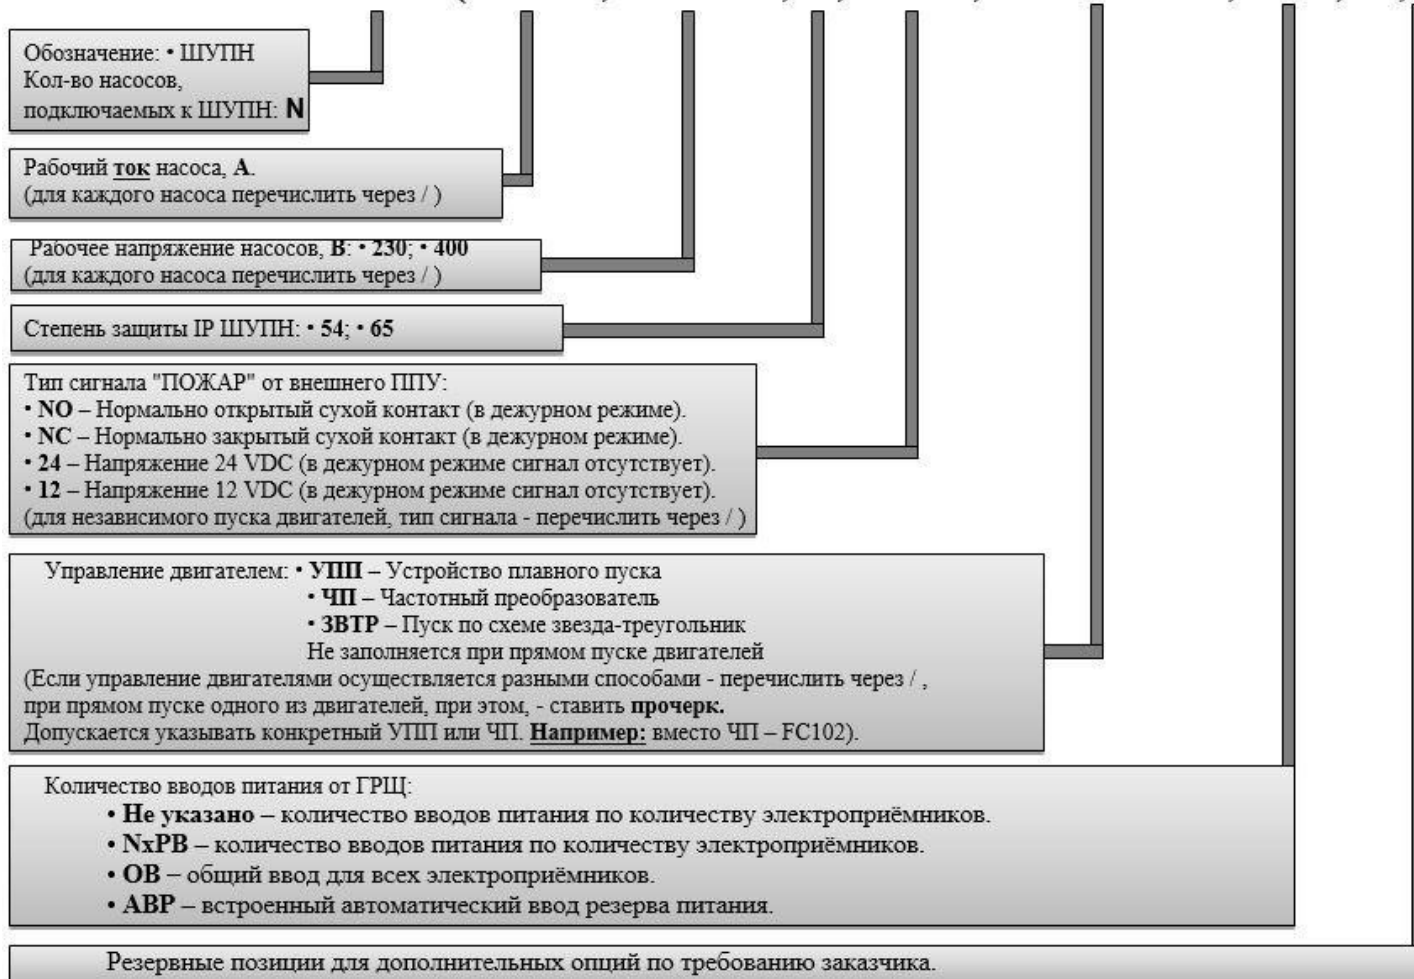 Обозначение: • ШУПН
Кол-во насосов,
подключаемых к ШУПН: N
Рабочий ток насоса, А.
(для каждого насоса перечислить через / )
Рабочее напряжение насосов, В: • 230; • 400
(для каждого насоса перечислить через / )
Степень защиты IP ШУПН: • 54; • 65
Тип сигнала "ПОЖАР" от внешнего ППУ:
• NO – Нормально открытый сухой контакт (в дежурном режиме).
• NC – Нормально закрытый сухой контакт (в дежурном режиме).
• 24 – Напряжение 24 VDC (в дежурном режиме сигнал отсутствует).
• 12 – Напряжение 12 VDC (в дежурном режиме сигнал отсутствует).
(для независимого пуска двигателей, тип сигнала - перечислить через / )
Управление двигателем: • УПП – Устройство плавного пуска
• ЧП – Частотный преобразователь
• ЗВТР – Пуск по схеме звезда-треугольник
Не заполняется при прямом пуске двигателей
(Если управление двигателями осуществляется разными способами - перечислить через / ,
при прямом пуске одного из двигателей, при этом, - ставить прочерк.
Допускается указывать конкретный УПП или ЧП. Например: вместо ЧП – FC102).
Количество вводов питания от ГРЩ:
• Не указано – количество вводов питания по количеству электроприёмников.
• NxРВ – количество вводов питания по количеству электроприёмников.
• ОВ – общий ввод для всех электроприёмников.
• АВР – встроенный автоматический ввод резерва питания.
Резервные позиции для дополнительных опций по требованию заказчика.